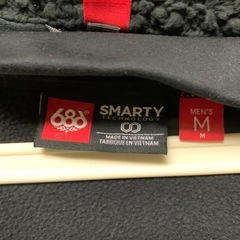 686
SMARTY
TECHNOLOGY
MADE IN VIETNAM
FABRIQUÉ EN VIETNAM
MEN'S
M
M